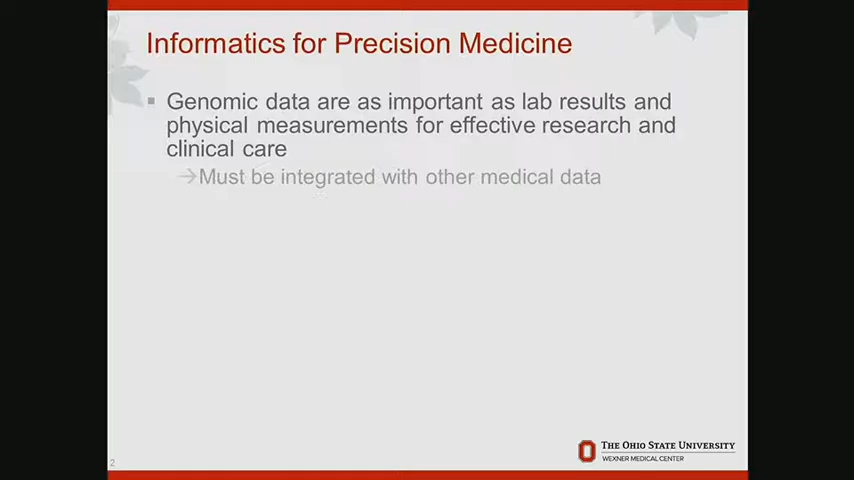 Informatics for Precision Medicine
▪ Genomic data are as important as lab results and
physical measurements for effective research and
clinical care
→Must be integrated with other medical data
THE OHIO STATE UNIVERSITY
WEXNER MEDICAL CENTER
2